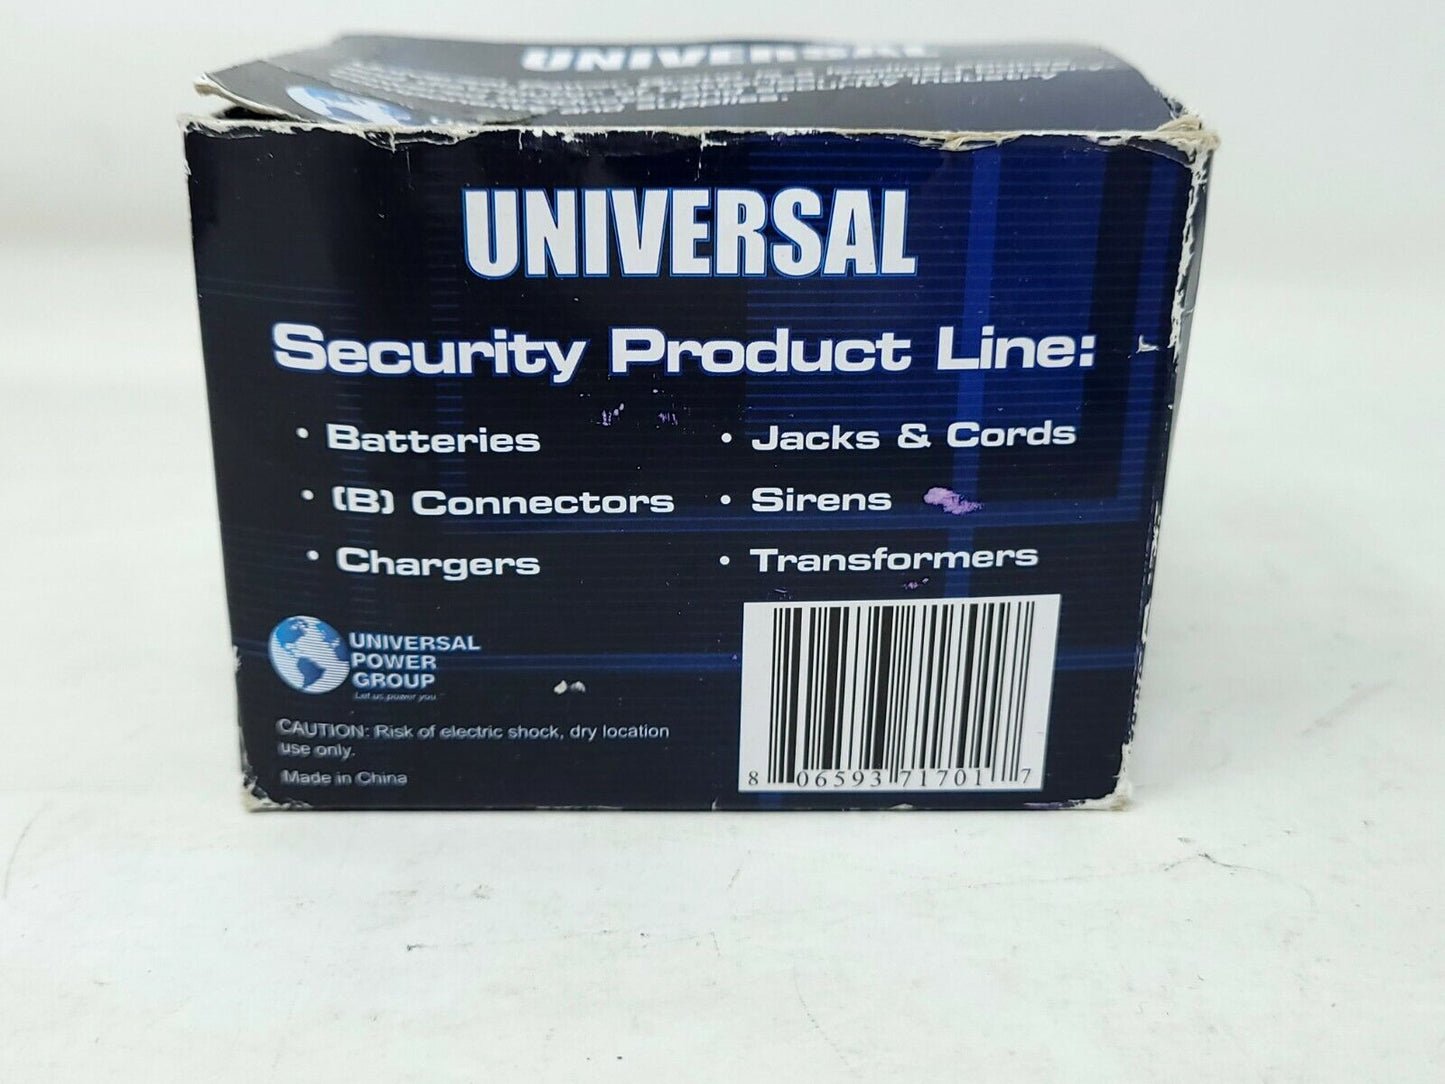 UNIVERSAL
UNIVERSAL
Security Product Line:
• Batteries
• (B) Connectors
• Chargers
• Jacks & Cords
• Sirens
• Transformers
UNIVERSAL
POWER
GROUP
Let us power you
CAUTION: Risk of electric shock, dry location
use only.
Made in China
8 06593 71701 7